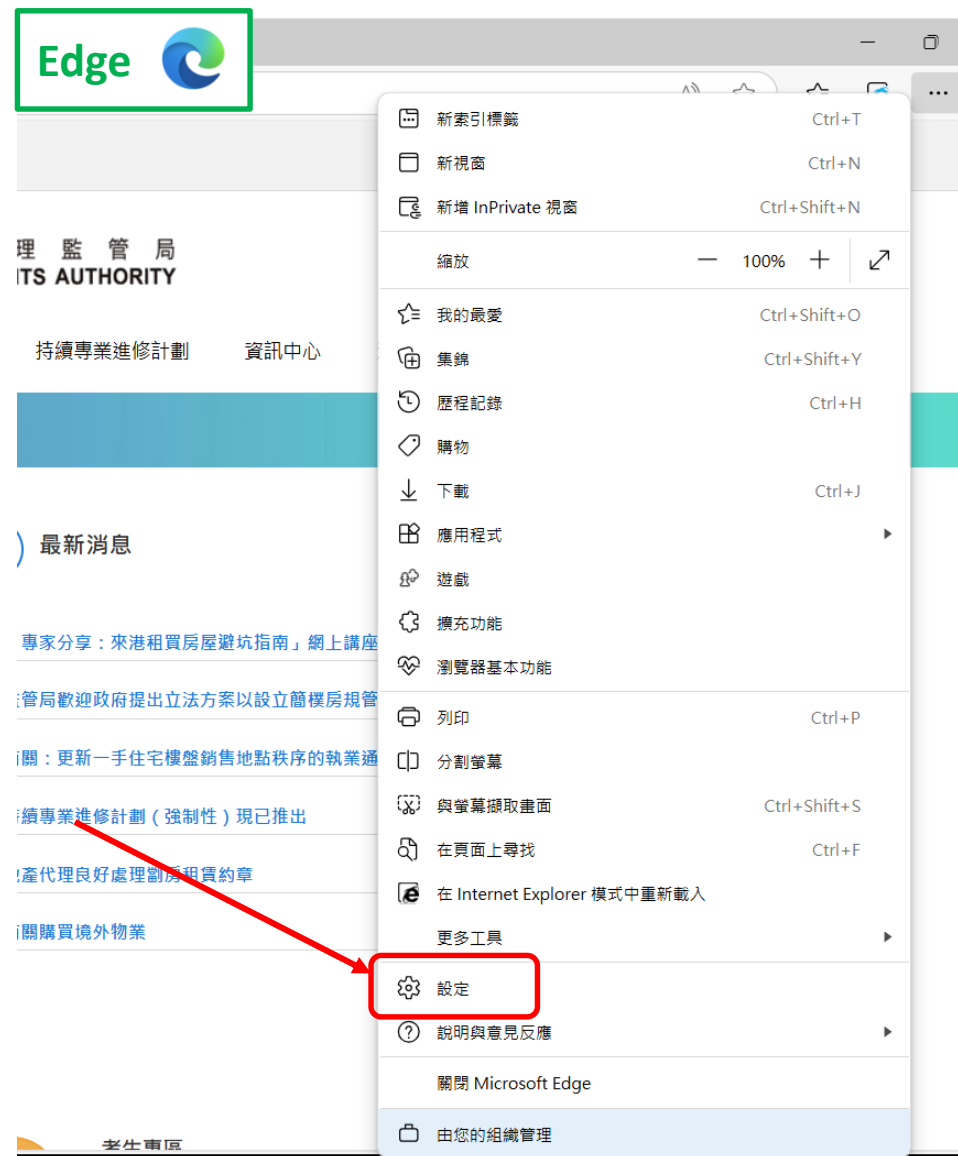 Edge
新索引標籤 Ctrl+T
新視窗 Ctrl+N
新增 InPrivate 視窗 Ctrl+Shift+N
縮放 — 100% +
我的最愛 Ctrl+Shift+O
集錦 Ctrl+Shift+Y
歷程記錄 Ctrl+H
購物
下載 Ctrl+J
應用程式
遊戲
擴充功能
瀏覽器基本功能
列印 Ctrl+P
分割螢幕
與螢幕擷取畫面 Ctrl+Shift+S
在頁面上尋找 Ctrl+F
在 Internet Explorer 模式中重新載入
更多工具
設定
說明與意見反應
關閉 Microsoft Edge
由您的組織管理
理 監 管 局
ITS AUTHORITY
持續專業進修計劃 資訊中心
最新消息
專家分享：來港租買房屋避坑指南」網上講座
管局歡迎政府提出立法方案以設立簡樸房規管
關：更新一手住宅樓盤銷售地點秩序的執業通
續專業進修計劃（強制性）現已推出
產代理良好處理劏房租賃約章
關購買境外物業
考生專區